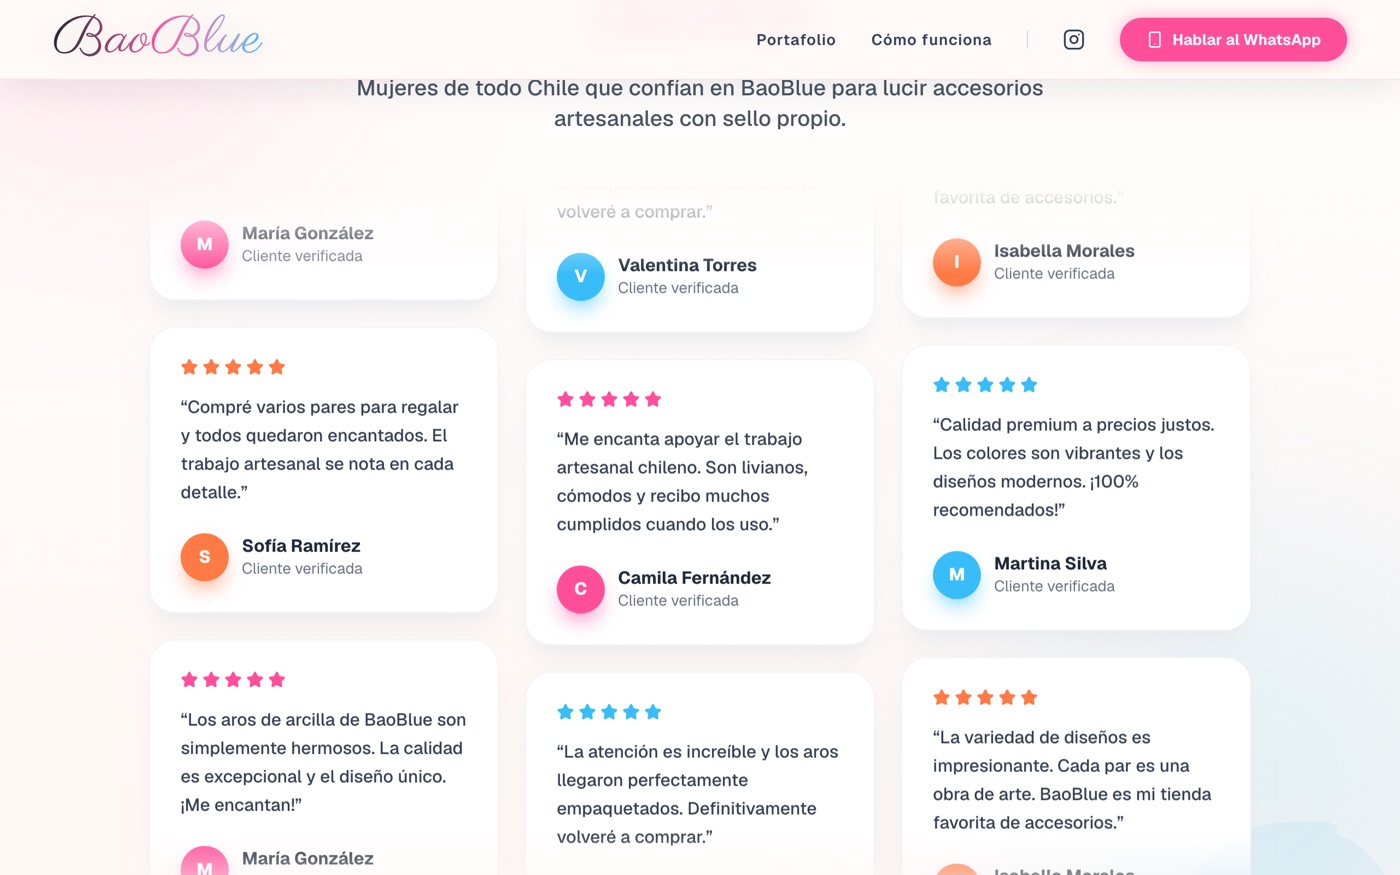 BaoBlue
Portafolio
Cómo funciona
Hablar al WhatsApp
Mujeres de todo Chile que confían en BaoBlue para lucir accesorios
artesanales con sello propio.
M
María González
Cliente verificada
“Compré varios pares para regalar
y todos quedaron encantados. El
trabajo artesanal se nota en cada
detalle.”
S
Sofía Ramírez
Cliente verificada
“Los aros de arcilla de BaoBlue son
simplemente hermosos. La calidad
es excepcional y el diseño único.
¡Me encantan!”
M
María González
volveré a comprar.”
V
Valentina Torres
Cliente verificada
“Me encanta apoyar el trabajo
artesanal chileno. Son livianos,
cómodos y recibo muchos
cumplidos cuando los uso.”
C
Camila Fernández
Cliente verificada
“La atención es increíble y los aros
llegaron perfectamente
empaquetados. Definitivamente
volveré a comprar.”
favorita de accesorios.”
I
Isabella Morales
Cliente verificada
“Calidad premium a precios justos.
Los colores son vibrantes y los
diseños modernos. ¡100%
recomendados!”
M
Martina Silva
Cliente verificada
“La variedad de diseños es
impresionante. Cada par es una
obra de arte. BaoBlue es mi tienda
favorita de accesorios.”
Isabella Morales